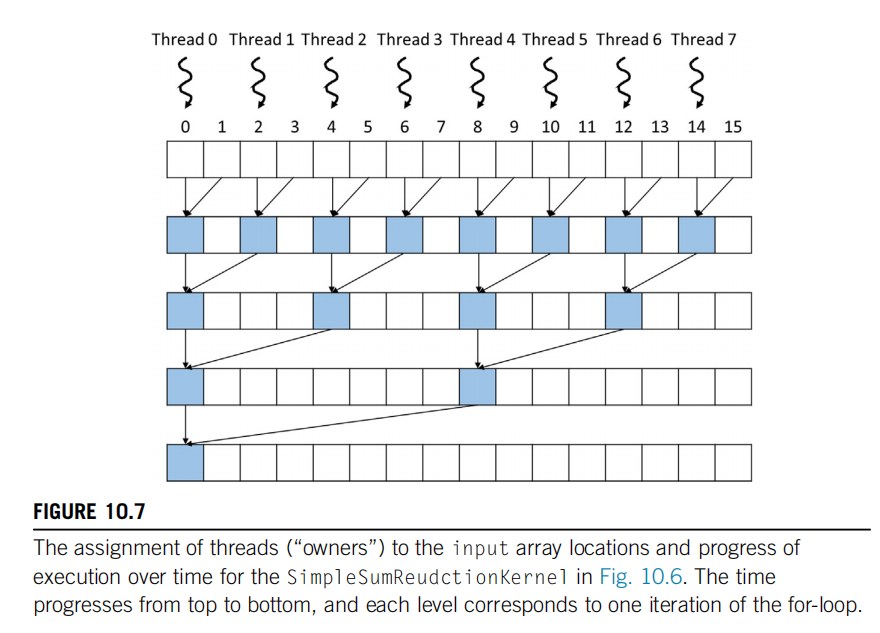 Thread 0 Thread 1 Thread 2 Thread 3 Thread 4 Thread 5 Thread 6 Thread 7
0 1 2 3 4 5 6 7 8 9 10 11 12 13 14 15
FIGURE 10.7
The assignment of threads (“owners”) to the input array locations and progress of
execution over time for the SimpleSumReudctionKernel in Fig. 10.6. The time
progresses from top to bottom, and each level corresponds to one iteration of the for-loop.